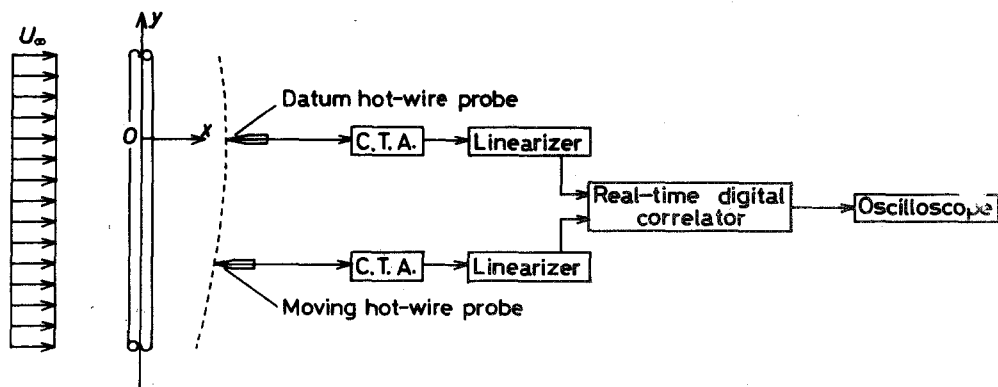 y
U∞
Datum hot-wire probe
O
x
C.T.A.
Linearizer
Real-time digital
correlator
Oscilloscope
C.T.A.
Linearizer
Moving hot-wire probe